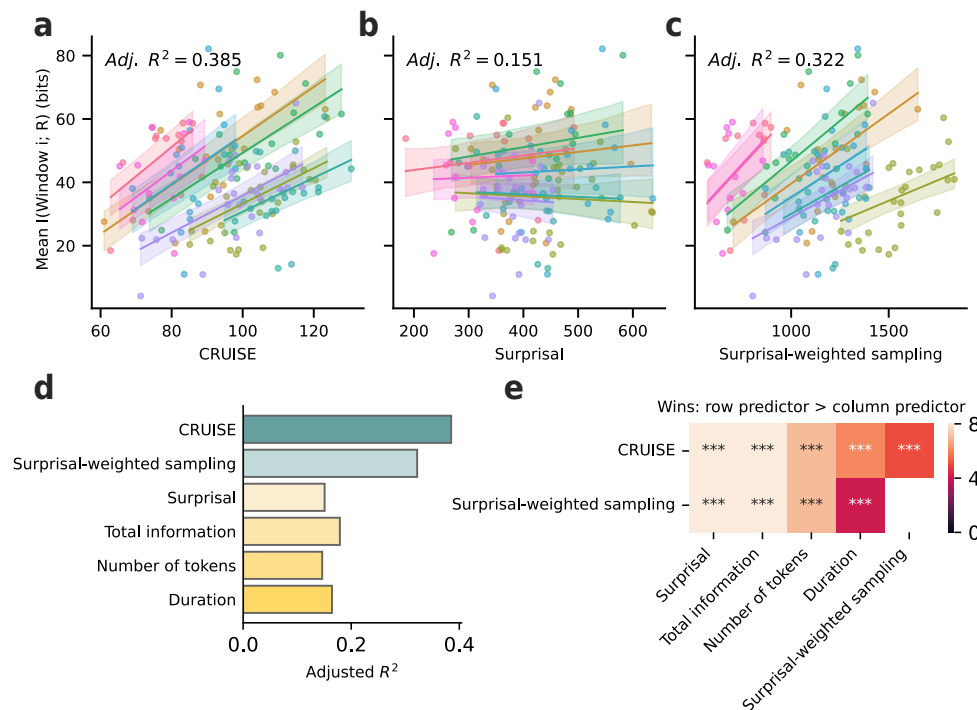 a
b
c
Adj. R² = 0.385
Adj. R² = 0.151
Adj. R² = 0.322
Mean I(Window i; R) (bits)
80
60
40
20
60 80 100 120
200 300 400 500 600
1000 1500
CRUISE
Surprisal
Surprisal-weighted sampling
d
CRUISE
Surprisal-weighted sampling
Surprisal
Total information
Number of tokens
Duration
0.0 0.2 0.4
Adjusted R²
e
Wins: row predictor > column predictor
CRUISE
*** *** *** *** ***
Surprisal-weighted sampling
*** *** *** ***
Surprisal
Total information
Number of tokens
Duration
Surprisal-weighted sampling
8
4
0